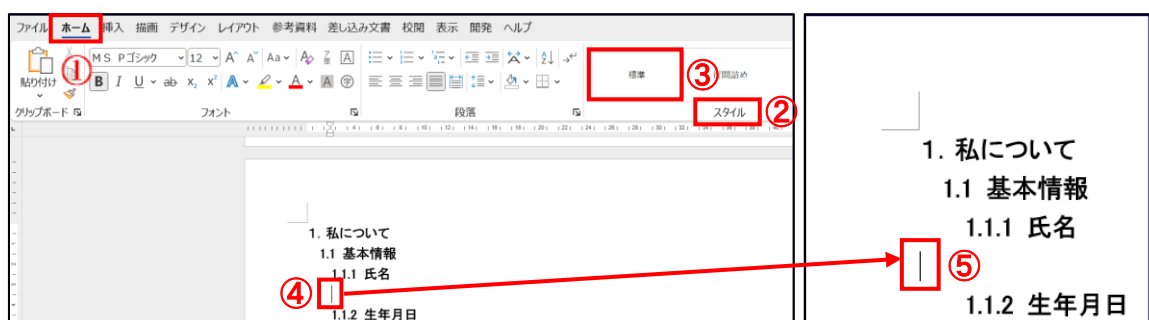 ファイル ホーム 挿入 描画 デザイン レイアウト 参考資料 差し込み文書 校閲 表示 開発 ヘルプ
①
貼り付け
MS Pゴシック 12 A^ A˅ Aa A
B I U ab x₂ x² A A A 字
標準
③
行間詰め
クリップボード フォント 段落 スタイル
②
1. 私について
1.1 基本情報
1.1.1 氏名
④
1.1.2 生年月日
1. 私について
1.1 基本情報
1.1.1 氏名
⑤
1.1.2 生年月日